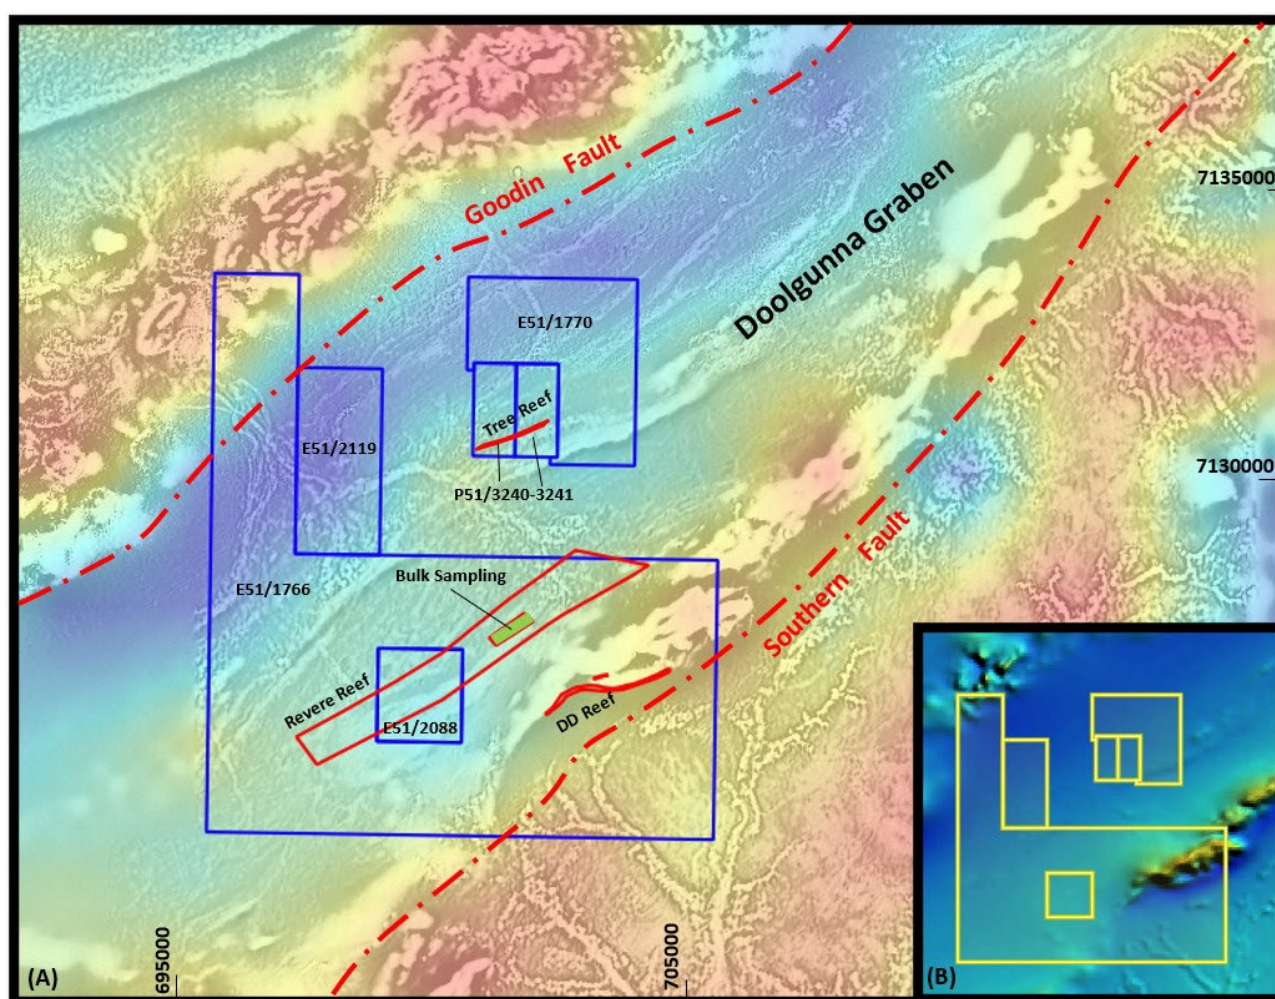 Goodin Fault
7135000
Doolgunna Graben
E51/1770
Tree Reef
E51/2119
7130000
P51/3240-3241
Bulk Sampling
E51/1766
Southern Fault
Revere Reef
DD Reef
E51/2088
695000
705000
(A)
(B)